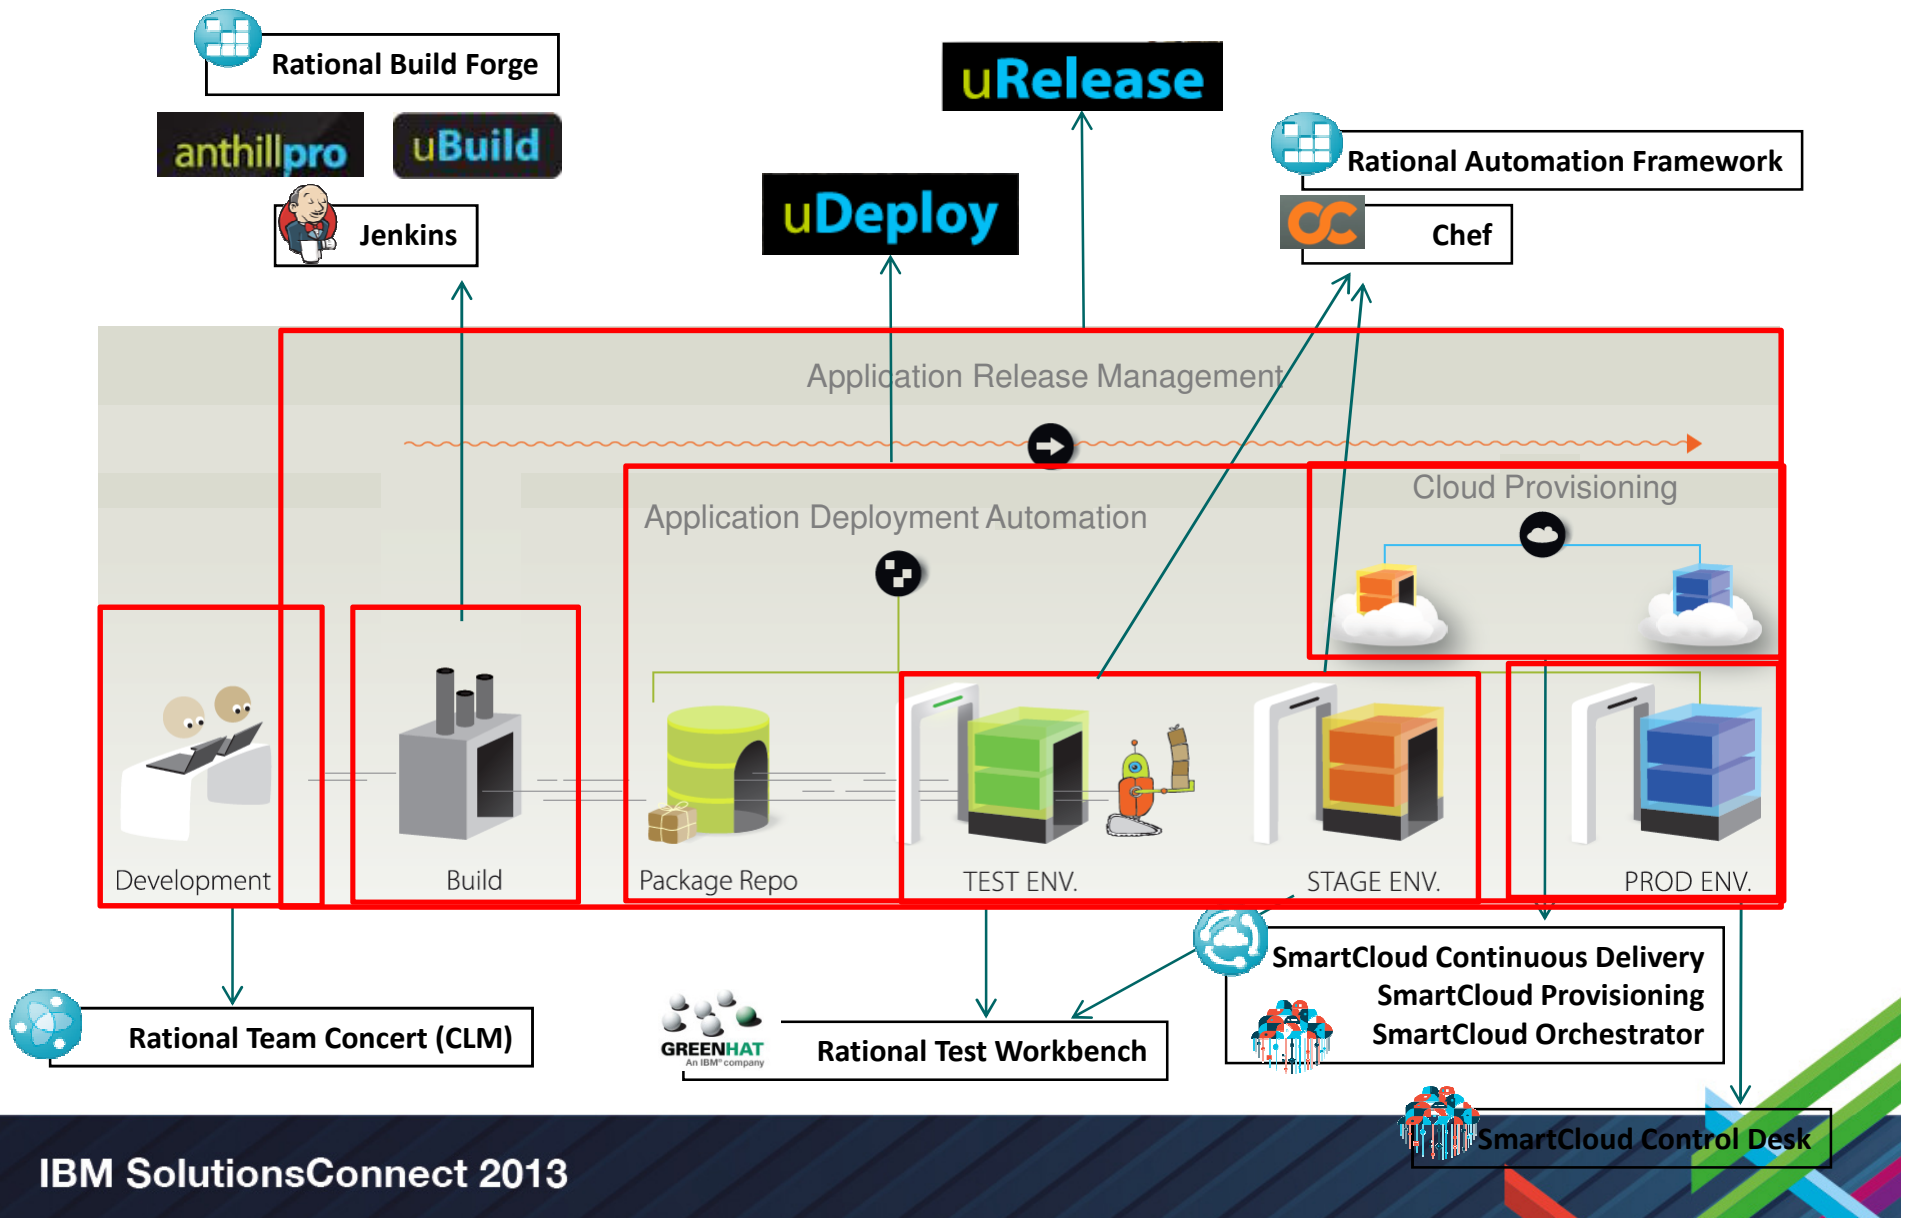 Rational Build Forge
anthillpro
uBuild
Jenkins
uRelease
uDeploy
Rational Automation Framework
Chef
Application Release Management
Application Deployment Automation
Cloud Provisioning
Development
Build
Package Repo
TEST ENV.
STAGE ENV.
PROD ENV.
Rational Team Concert (CLM)
GREENHAT
An IBM® company
Rational Test Workbench
SmartCloud Continuous Delivery
SmartCloud Provisioning
SmartCloud Orchestrator
SmartCloud Control Desk
IBM SolutionsConnect 2013